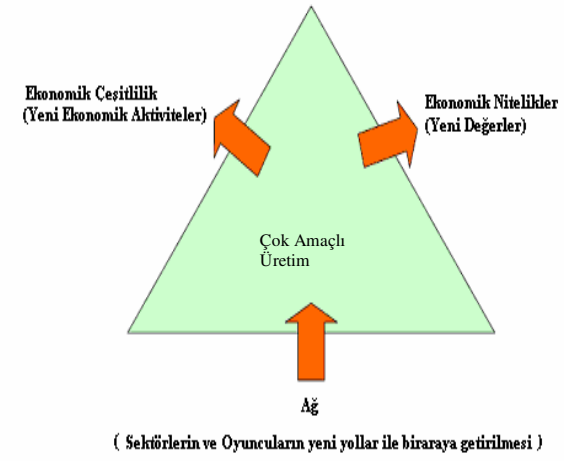 Ekonomik Çeşitlilik
(Yeni Ekonomik Aktiviteler)
Ekonomik Nitelikler
(Yeni Değerler)
Çok Amaçlı
Üretim
Ağ
( Sektörlerin ve Oyuncuların yeni yollar ile biraraya getirilmesi )